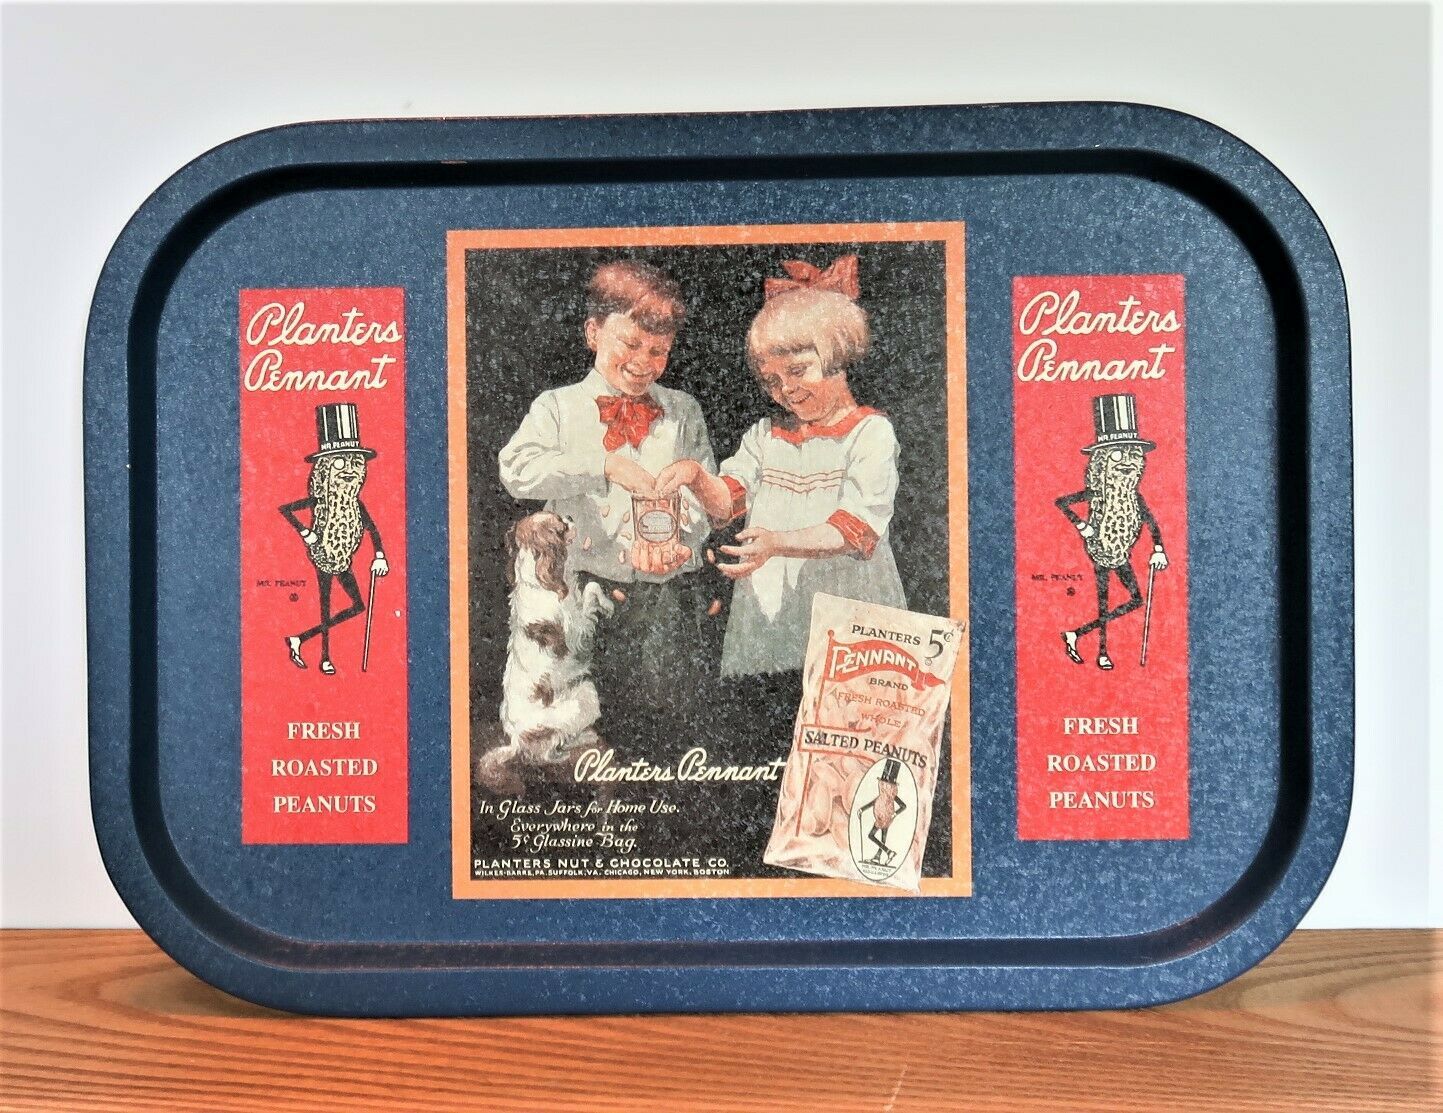 Planters
Pennant
MR. PEANUT
MR. PEANUT
®
FRESH
ROASTED
PEANUTS
PLANTERS 5¢
PENNANT
BRAND
FRESH ROASTED
WHOLE
SALTED PEANUTS
Planters Pennant
In Glass Jars for Home Use.
Everywhere in the
5¢ Glassine Bag.
PLANTERS NUT & CHOCOLATE CO.
WILKES-BARRE, PA. SUFFOLK, VA. CHICAGO, NEW YORK, BOSTON
Planters
Pennant
MR. PEANUT
MR. PEANUT
®
FRESH
ROASTED
PEANUTS